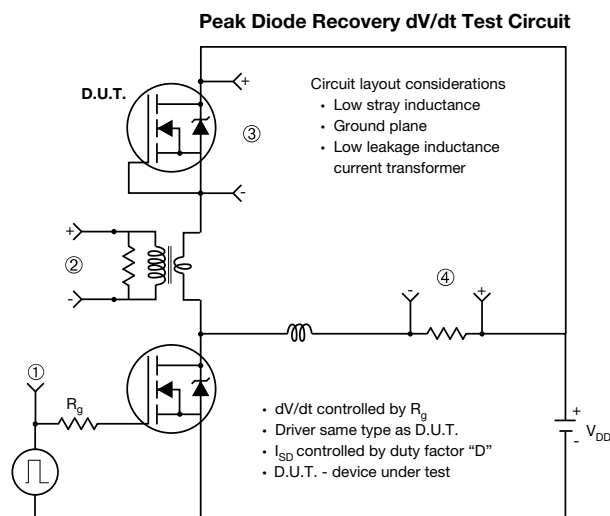 Peak Diode Recovery dV/dt Test Circuit
D.U.T.
+
③
-
Circuit layout considerations
• Low stray inductance
• Ground plane
• Low leakage inductance
current transformer
+
②
-
-
④
+
①
Rg
• dV/dt controlled by Rg
• Driver same type as D.U.T.
• ISD controlled by duty factor “D”
• D.U.T. - device under test
+
-
VDD